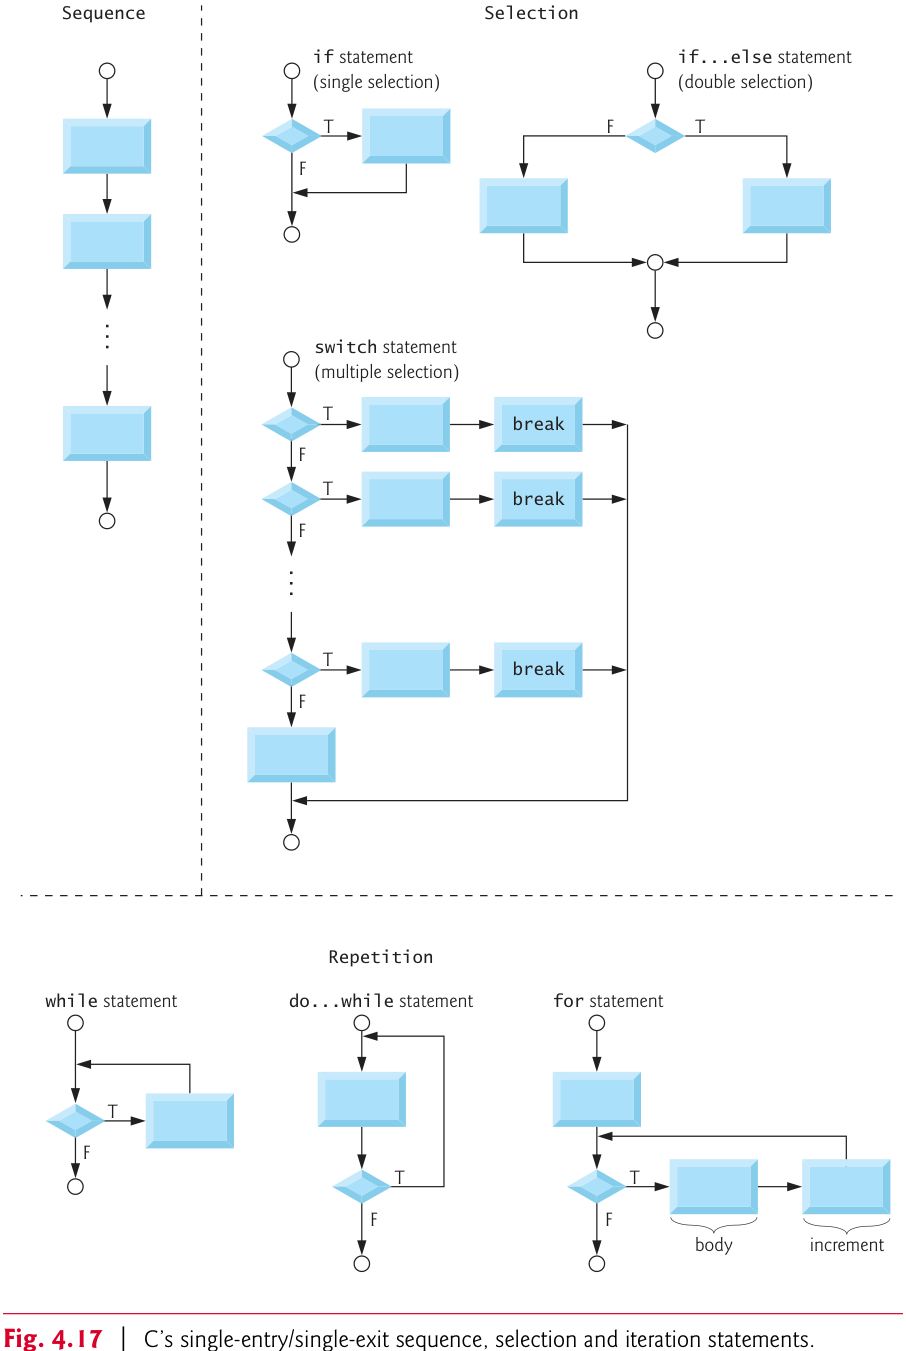 Sequence
Selection
if statement
(single selection)
T
F
if...else statement
(double selection)
F
T
switch statement
(multiple selection)
T
break
F
T
break
F
T
break
F
Repetition
while statement
T
F
do...while statement
T
F
for statement
T
F
body
increment
Fig. 4.17 | C’s single-entry/single-exit sequence, selection and iteration statements.